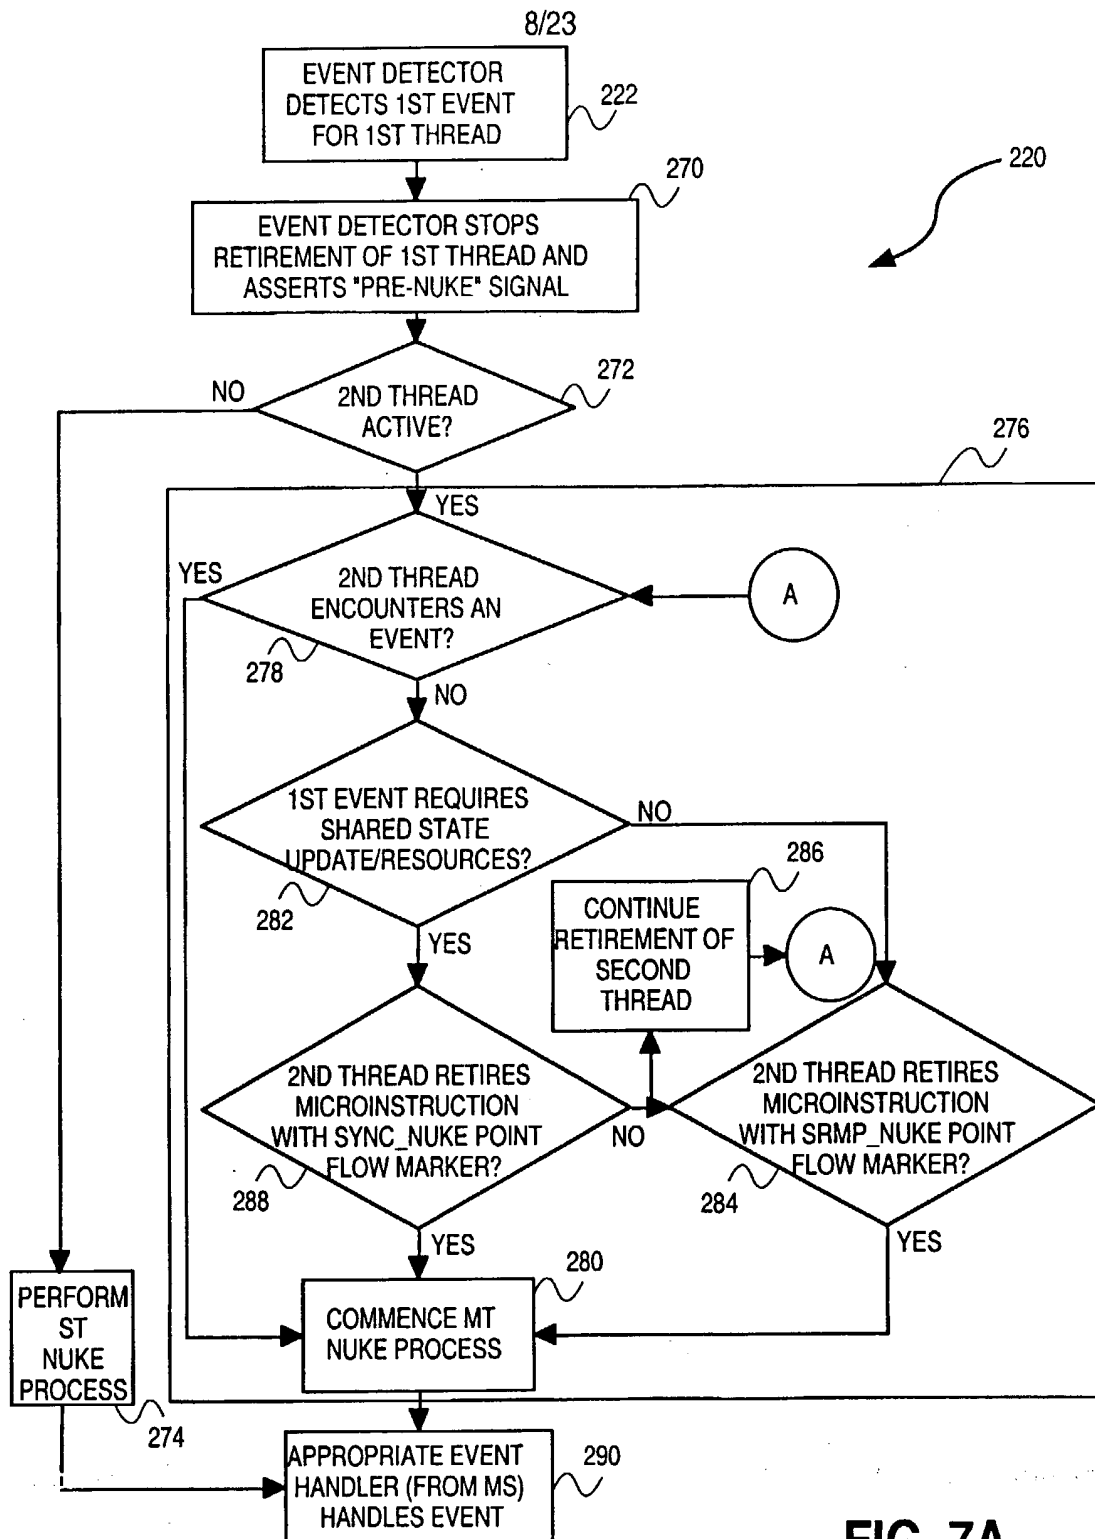 8/23
EVENT DETECTOR
DETECTS 1ST EVENT
FOR 1ST THREAD
222
220
270
EVENT DETECTOR STOPS
RETIREMENT OF 1ST THREAD AND
ASSERTS "PRE-NUKE" SIGNAL
NO
2ND THREAD
ACTIVE?
272
276
YES
YES
2ND THREAD
ENCOUNTERS AN
EVENT?
A
278
NO
1ST EVENT REQUIRES
SHARED STATE
UPDATE/RESOURCES?
NO
282
286
CONTINUE
RETIREMENT OF
SECOND
THREAD
A
YES
2ND THREAD RETIRES
MICROINSTRUCTION
WITH SYNC_NUKE POINT
FLOW MARKER?
NO
288
2ND THREAD RETIRES
MICROINSTRUCTION
WITH SRMP_NUKE POINT
FLOW MARKER?
284
YES
YES
280
COMMENCE MT
NUKE PROCESS
PERFORM
ST
NUKE
PROCESS
274
APPROPRIATE EVENT
HANDLER (FROM MS)
HANDLES EVENT
290
FIG. 7A